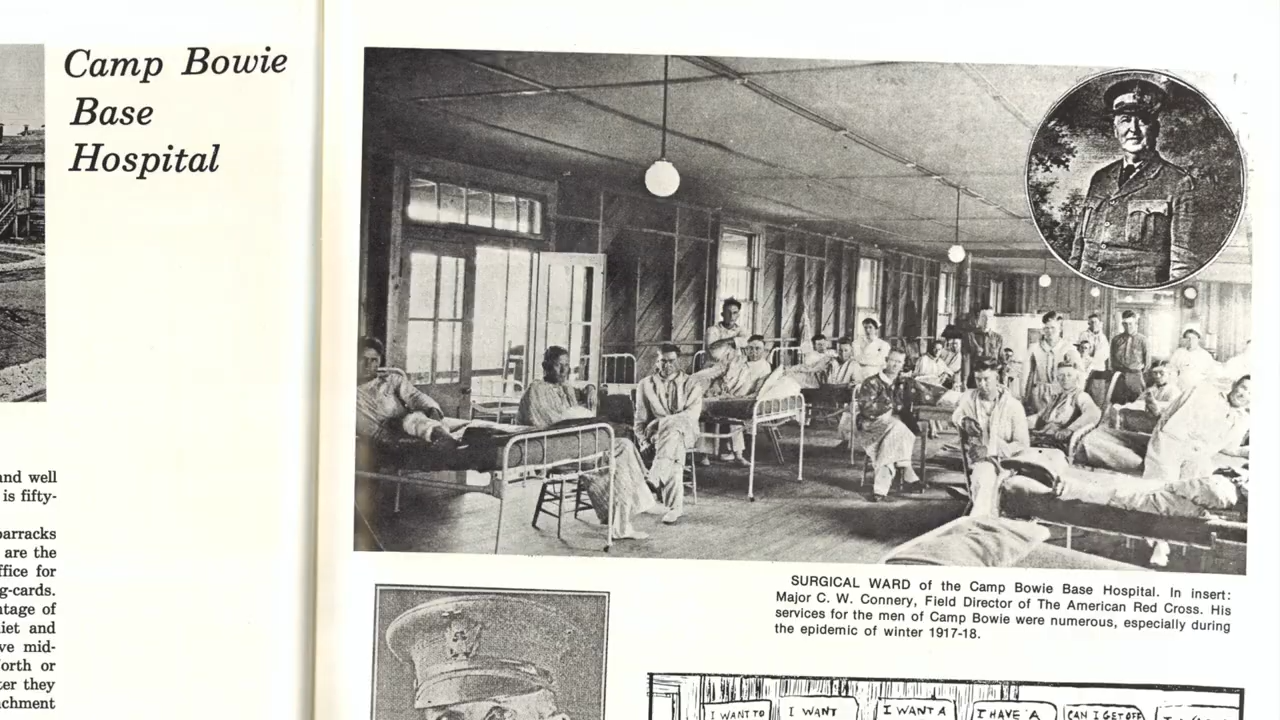 Camp Bowie
Base
Hospital
and well
is fifty-
barracks
are the
office for
g-cards.
ntage of
iet and
ve mid-
orth or
ter they
achment
SURGICAL WARD of the Camp Bowie Base Hospital. In insert:
Major C. W. Connery, Field Director of The American Red Cross. His
services for the men of Camp Bowie were numerous, especially during
the epidemic of winter 1917-18.
I WANT TO
I WANT
I WANT A
I HAVE A
CAN I GET OFF